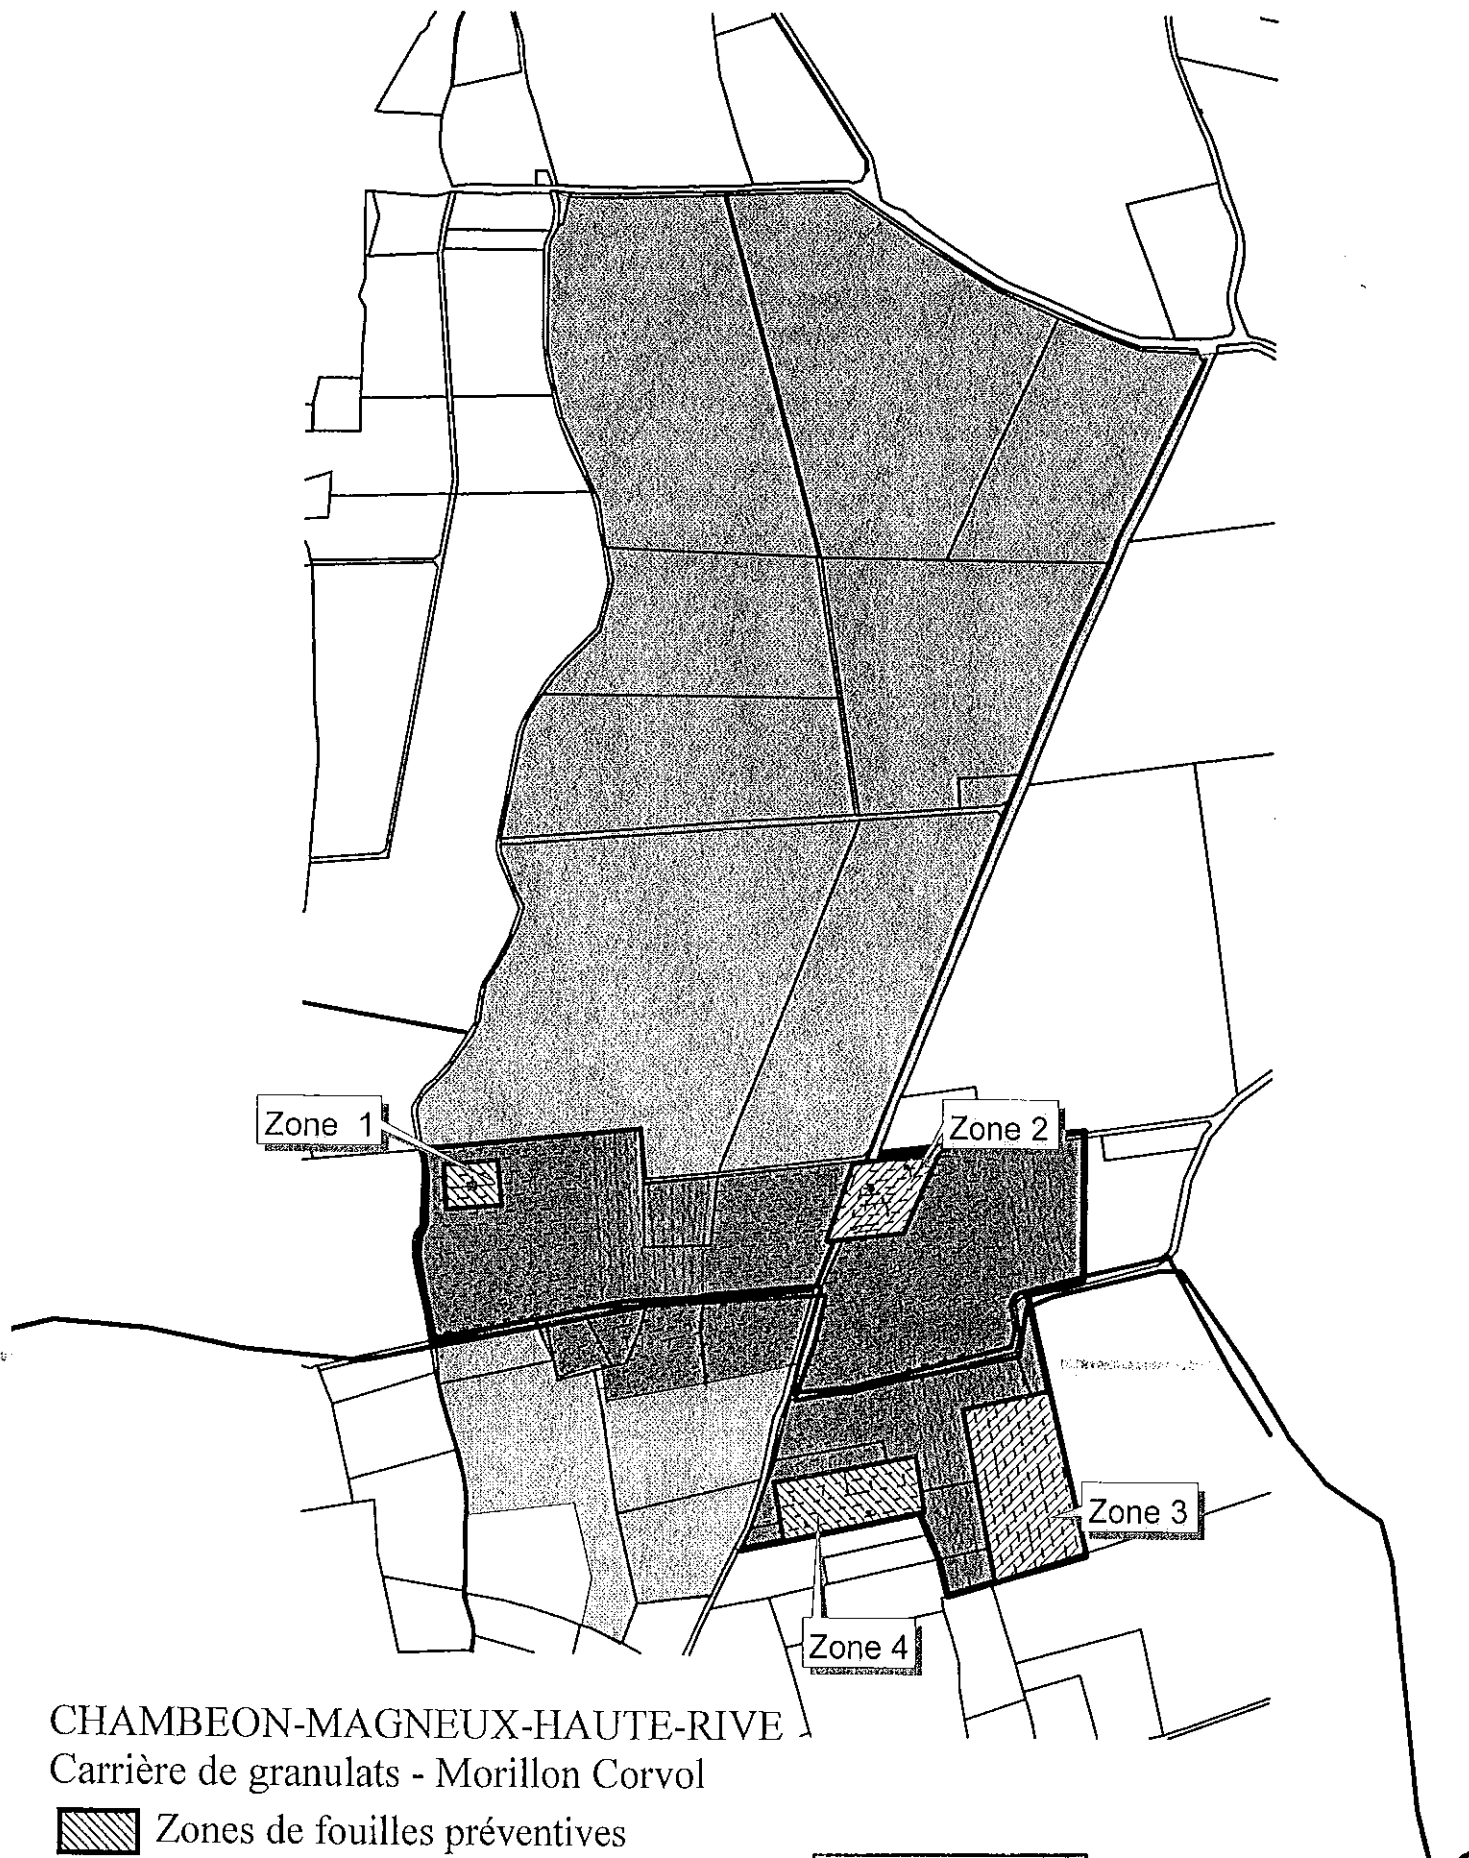 Zone 1
Zone 2
Zone 3
Zone 4
CHAMBEON-MAGNEUX-HAUTE-RIVE
Carrière de granulats - Morillon Corvol
Zones de fouilles préventives